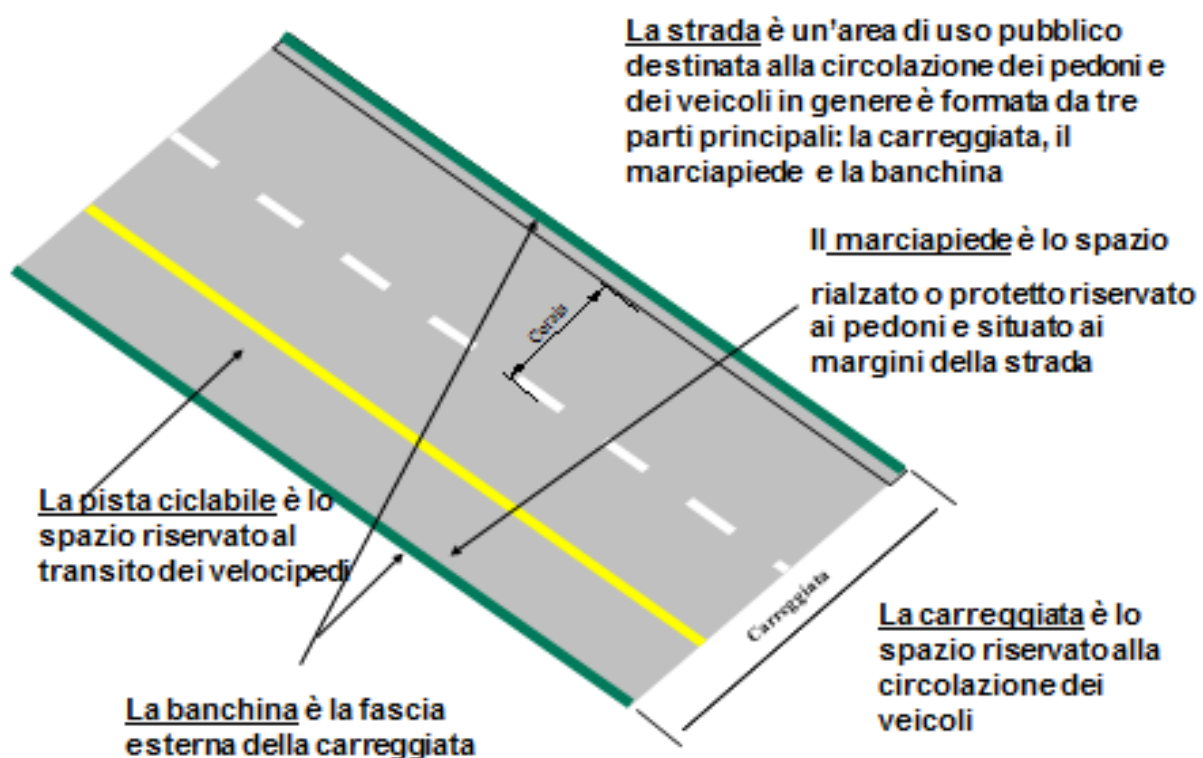 La strada è un'area di uso pubblico
destinata alla circolazione dei pedoni e
dei veicoli in genere è formata da tre
parti principali: la carreggiata, il
marciapiede e la banchina
Il marciapiede è lo spazio
rialzato o protetto riservato
ai pedoni e situato ai
margini della strada
Corsia
La pista ciclabile è lo
spazio riservato al
transito dei velocipedi
Carreggiata
La carreggiata è lo
spazio riservato alla
circolazione dei
veicoli
La banchina è la fascia
esterna della carreggiata